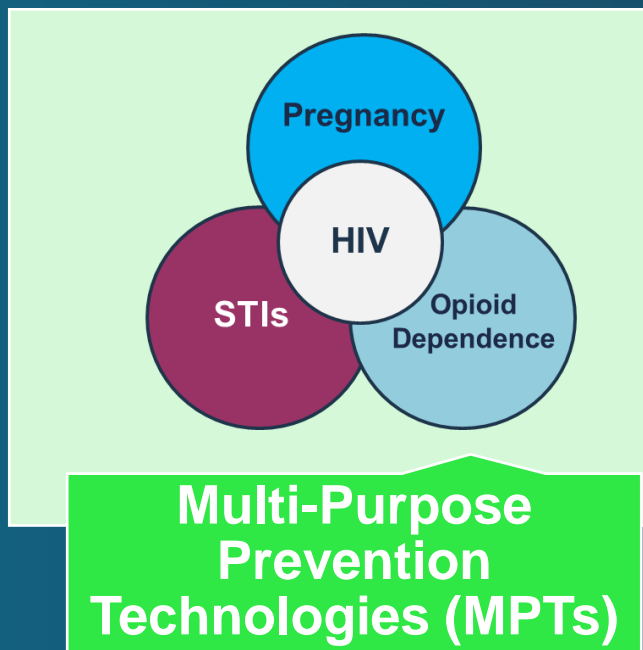 Pregnancy
HIV
STIs
Opioid
Dependence
Multi-Purpose
Prevention
Technologies (MPTs)